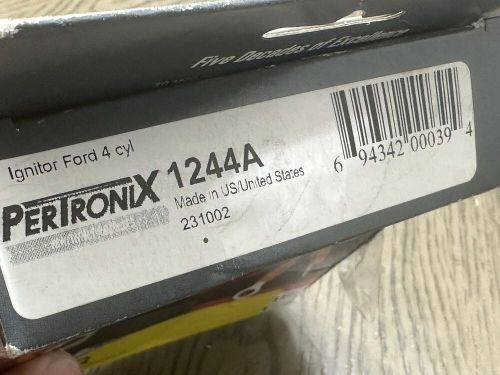 Five Decades of Excellence
Ignitor Ford 4 cyl
PERTRONIX
1244A
Made in US/United States
231002
6 94342 00039 4